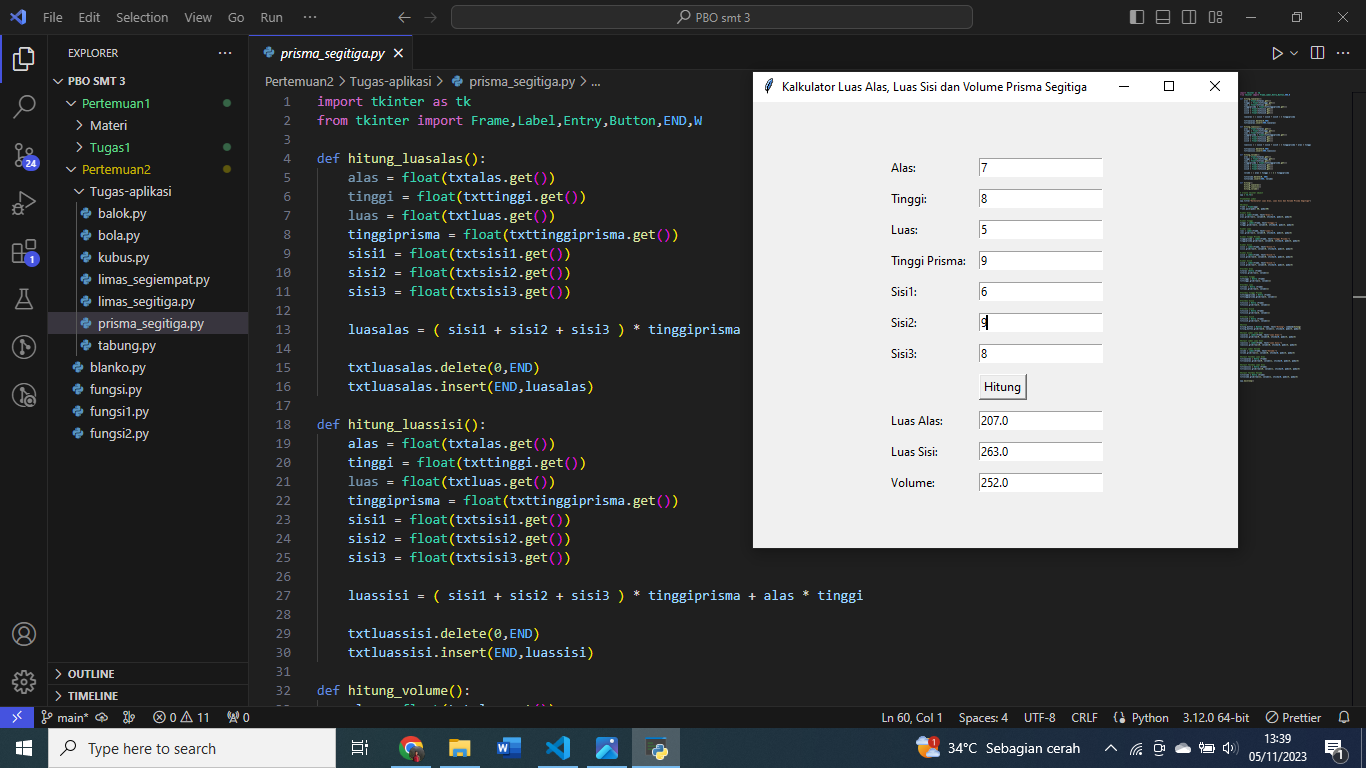 File Edit Selection View Go Run ···
PBO smt 3
EXPLORER
PBO SMT 3
Pertemuan1
Materi
Tugas1
Pertemuan2
Tugas-aplikasi
balok.py
bola.py
kubus.py
limas_segiempat.py
limas_segitiga.py
prisma_segitiga.py
tabung.py
blanko.py
fungsi.py
fungsi1.py
fungsi2.py
OUTLINE
TIMELINE
24
1
prisma_segitiga.py
Pertemuan2 > Tugas-aplikasi > prisma_segitiga.py > ...
1 import tkinter as tk
2 from tkinter import Frame,Label,Entry,Button,END,W
3
4 def hitung_luasalas():
5 alas = float(txtalas.get())
6 tinggi = float(txttinggi.get())
7 luas = float(txtluas.get())
8 tinggiprisma = float(txttinggiprisma.get())
9 sisi1 = float(txtsisi1.get())
10 sisi2 = float(txtsisi2.get())
11 sisi3 = float(txtsisi3.get())
12
13 luasalas = ( sisi1 + sisi2 + sisi3 ) * tinggiprisma
14
15 txtluasalas.delete(0,END)
16 txtluasalas.insert(END,luasalas)
17
18 def hitung_luassisi():
19 alas = float(txtalas.get())
20 tinggi = float(txttinggi.get())
21 luas = float(txtluas.get())
22 tinggiprisma = float(txttinggiprisma.get())
23 sisi1 = float(txtsisi1.get())
24 sisi2 = float(txtsisi2.get())
25 sisi3 = float(txtsisi3.get())
26
27 luassisi = ( sisi1 + sisi2 + sisi3 ) * tinggiprisma + alas * tinggi
28
29 txtluassisi.delete(0,END)
30 txtluassisi.insert(END,luassisi)
31
32 def hitung_volume():
Kalkulator Luas Alas, Luas Sisi dan Volume Prisma Segitiga
Alas: 7
Tinggi: 8
Luas: 5
Tinggi Prisma: 9
Sisi1: 6
Sisi2: 9
Sisi3: 8
Hitung
Luas Alas: 207.0
Luas Sisi: 263.0
Volume: 252.0
main* 0 11 0 Ln 60, Col 1 Spaces: 4 UTF-8 CRLF Python 3.12.0 64-bit Prettier
Type here to search
34°C Sebagian cerah
13:39
05/11/2023
1